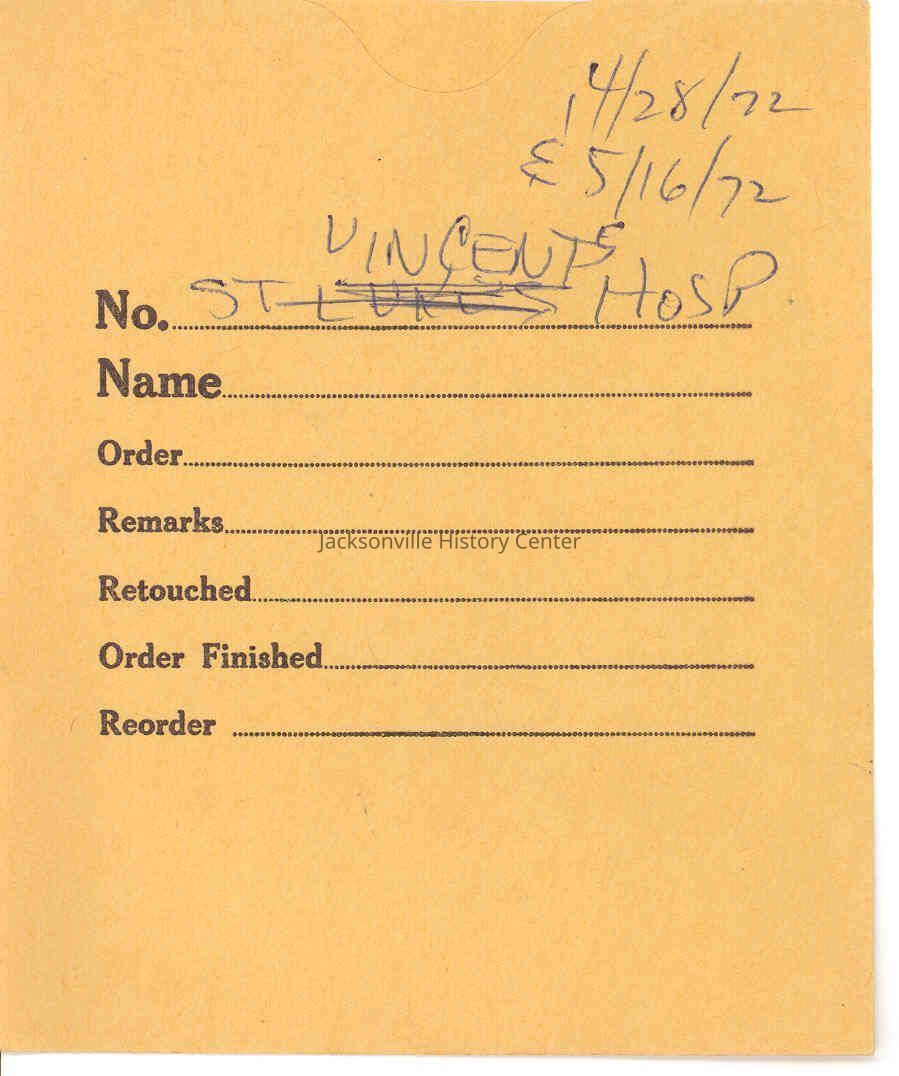 4/28/72
& 5/16/72
VINCENTS
No. ST LUKES HOSP.
Name
Order
Remarks
Jacksonville History Center
Retouched
Order Finished
Reorder